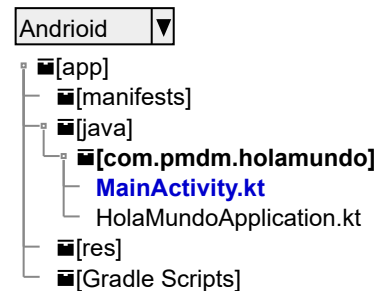 Andrioid
[app]
[manifests]
[java]
[com.pmdm.holamundo]
MainActivity.kt
HolaMundoApplication.kt
[res]
[Gradle Scripts]